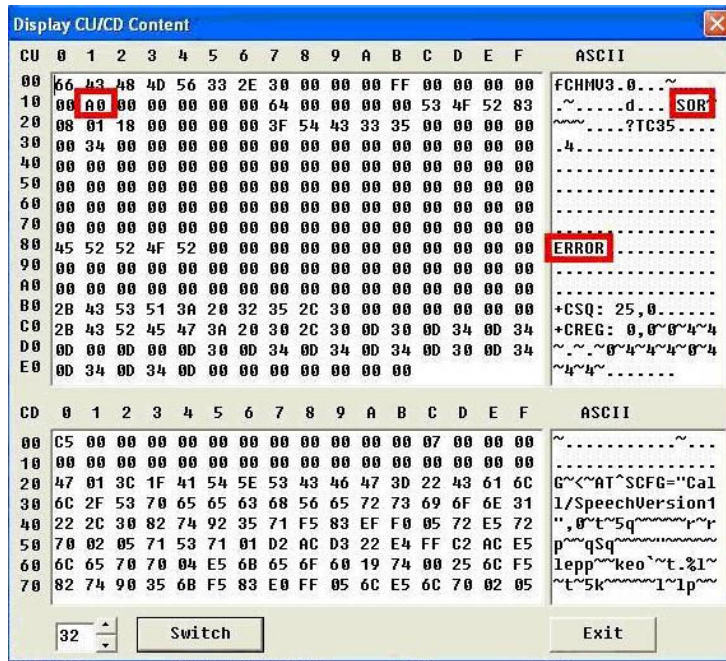 Display CU/CD Content
CU 0 1 2 3 4 5 6 7 8 9 A B C D E F ASCII
00 66 43 48 4D 56 33 2E 30 00 00 00 FF 00 00 00 00 fCHMV3.0...~....
10 00 A0 00 00 00 00 00 64 00 00 00 00 53 4F 52 83 .~.....d....SOR~
20 08 01 18 00 00 00 00 3F 54 43 33 35 00 00 00 00 ~~~....?TC35....
30 00 34 00 00 00 00 00 00 00 00 00 00 00 00 00 00 .4..............
40 00 00 00 00 00 00 00 00 00 00 00 00 00 00 00 00 ................
50 00 00 00 00 00 00 00 00 00 00 00 00 00 00 00 00 ................
60 00 00 00 00 00 00 00 00 00 00 00 00 00 00 00 00 ................
70 00 00 00 00 00 00 00 00 00 00 00 00 00 00 00 00 ................
80 45 52 52 4F 52 00 00 00 00 00 00 00 00 00 00 00 ERROR...........
90 00 00 00 00 00 00 00 00 00 00 00 00 00 00 00 00 ................
A0 00 00 00 00 00 00 00 00 00 00 00 00 00 00 00 00 ................
B0 2B 43 53 51 3A 20 32 35 2C 30 00 00 00 00 00 00 +CSQ: 25,0......
C0 2B 43 52 45 47 3A 20 30 2C 30 0D 30 0D 34 0D 34 +CREG: 0,0~0~4~4
D0 0D 00 0D 00 0D 30 0D 34 0D 34 0D 34 0D 30 0D 34 ~.~.~0~4~4~4~0~4
E0 0D 34 0D 34 0D 00 00 00 00 00 00 00 ~4~4~.......
CD 0 1 2 3 4 5 6 7 8 9 A B C D E F ASCII
00 C5 00 00 00 00 00 00 00 00 00 00 00 07 00 00 00 ~...........~...
10 00 00 00 00 00 00 00 00 00 00 00 00 00 00 00 00 ................
20 47 01 3C 1F 41 54 5E 53 43 46 47 3D 22 43 61 6C G~<~AT^SCFG="Cal
30 6C 2F 53 70 65 65 63 68 56 65 72 73 69 6F 6E 31 l/SpeechVersion1
40 22 2C 30 82 74 92 35 71 F5 83 EF F0 05 72 E5 72 ",0~t~5q~~~~~r~r
50 70 02 05 71 53 71 01 D2 AC D3 22 E4 FF C2 AC E5 p~~qSq~~~~"~~~~~
60 6C 65 70 70 04 E5 6B 65 6F 60 19 74 00 25 6C F5 lepp~~keo`~t.%l~
70 82 74 90 35 6B F5 83 E0 FF 05 6C E5 6C 70 02 05 ~t~5k~~~~~l~lp~~
32 Switch Exit